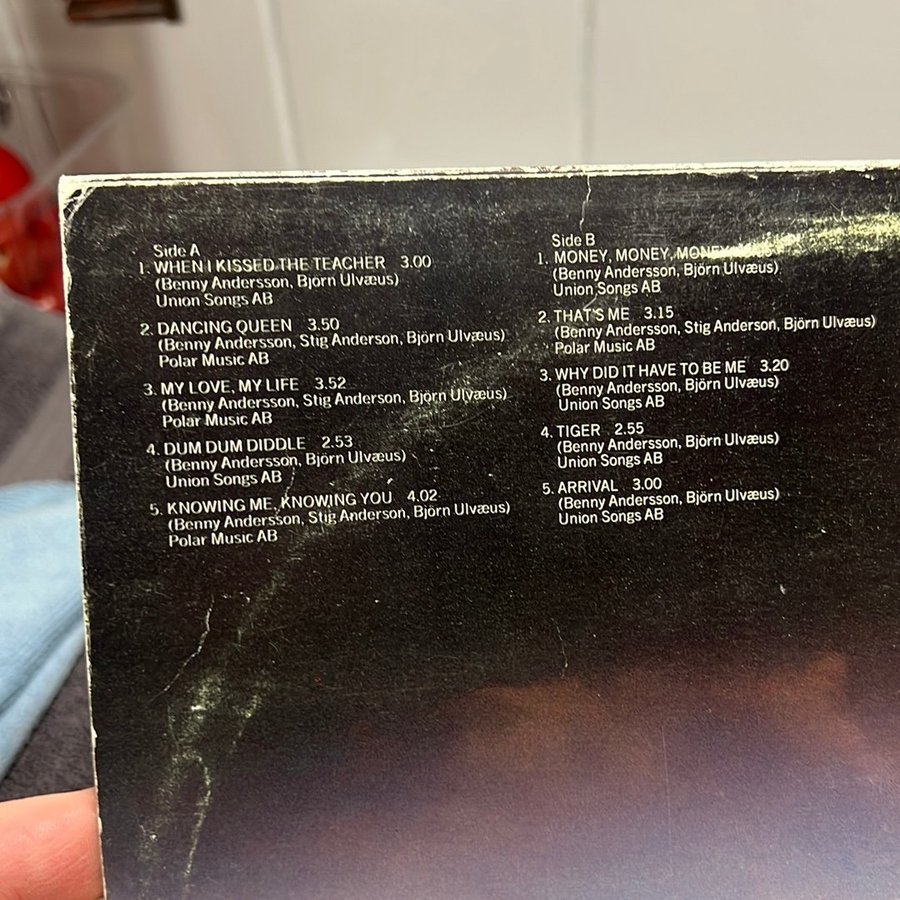 Side A
1. WHEN I KISSED THE TEACHER 3.00
(Benny Andersson, Björn Ulvæus)
Union Songs AB
2. DANCING QUEEN 3.50
(Benny Andersson, Stig Anderson, Björn Ulvæus)
Polar Music AB
3. MY LOVE, MY LIFE 3.52
(Benny Andersson, Stig Anderson, Björn Ulvæus)
Polar Music AB
4. DUM DUM DIDDLE 2.53
(Benny Andersson, Björn Ulvæus)
Union Songs AB
5. KNOWING ME, KNOWING YOU 4.02
(Benny Andersson, Stig Anderson, Björn Ulvæus)
Polar Music AB
Side B
1. MONEY, MONEY, MONEY
(Benny Andersson, Björn Ulvæus)
Union Songs AB
2. THAT'S ME 3.15
(Benny Andersson, Stig Anderson, Björn Ulvæus)
Polar Music AB
3. WHY DID IT HAVE TO BE ME 3.20
(Benny Andersson, Björn Ulvæus)
Union Songs AB
4. TIGER 2.55
(Benny Andersson, Björn Ulvæus)
Union Songs AB
5. ARRIVAL 3.00
(Benny Andersson, Björn Ulvæus)
Union Songs AB